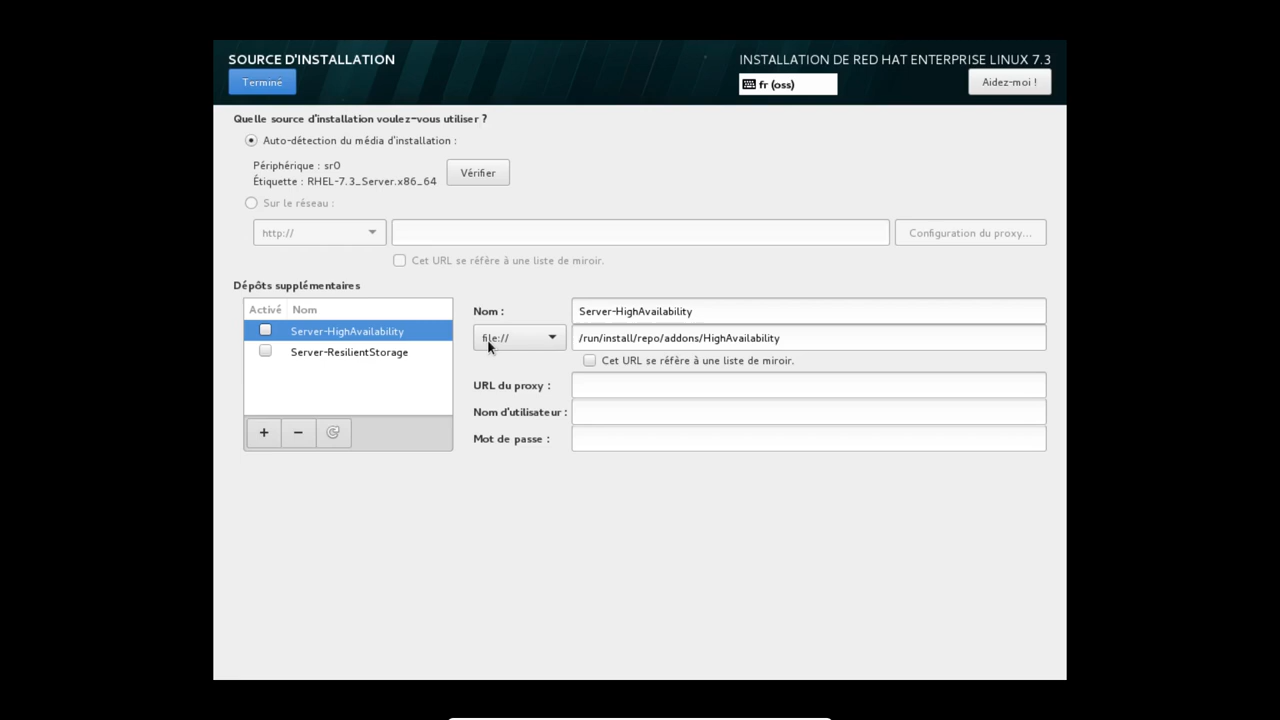 SOURCE D'INSTALLATION
INSTALLATION DE RED HAT ENTERPRISE LINUX 7.3
Terminé
fr (oss)
Aidez-moi !
Quelle source d'installation voulez-vous utiliser ?
Auto-détection du média d'installation :
Périphérique : sr0
Étiquette : RHEL-7.3_Server.x86_64
Vérifier
Sur le réseau :
http://
Configuration du proxy...
Cet URL se réfère à une liste de miroir.
Dépôts supplémentaires
Activé Nom
Server-HighAvailability
Server-ResilientStorage
Nom : Server-HighAvailability
file:// /run/install/repo/addons/HighAvailability
Cet URL se réfère à une liste de miroir.
URL du proxy :
Nom d'utilisateur :
Mot de passe :